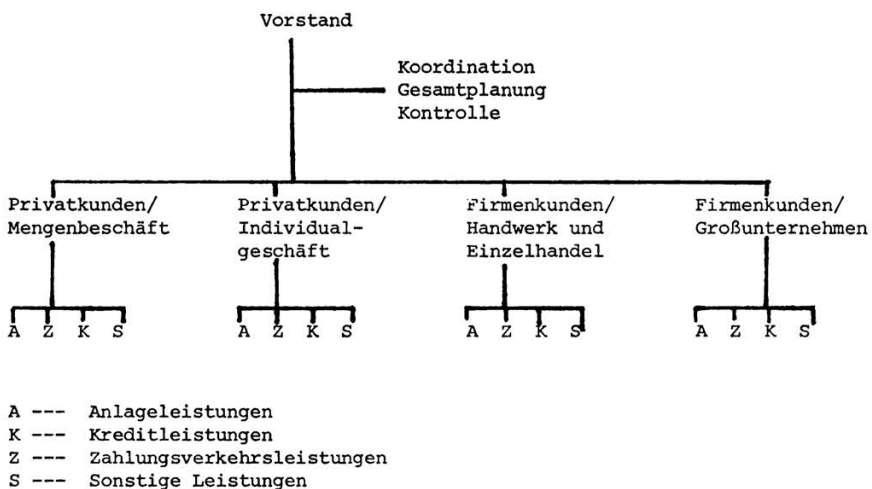 Vorstand
Koordination
Gesamtplanung
Kontrolle
Privatkunden/
Mengenbeschäft
Privatkunden/
Individual-
geschäft
Firmenkunden/
Handwerk und
Einzelhandel
Firmenkunden/
Großunternehmen
A Z K S
A Z K S
A Z K S
A Z K S
A --- Anlageleistungen
K --- Kreditleistungen
Z --- Zahlungsverkehrsleistungen
S --- Sonstige Leistungen